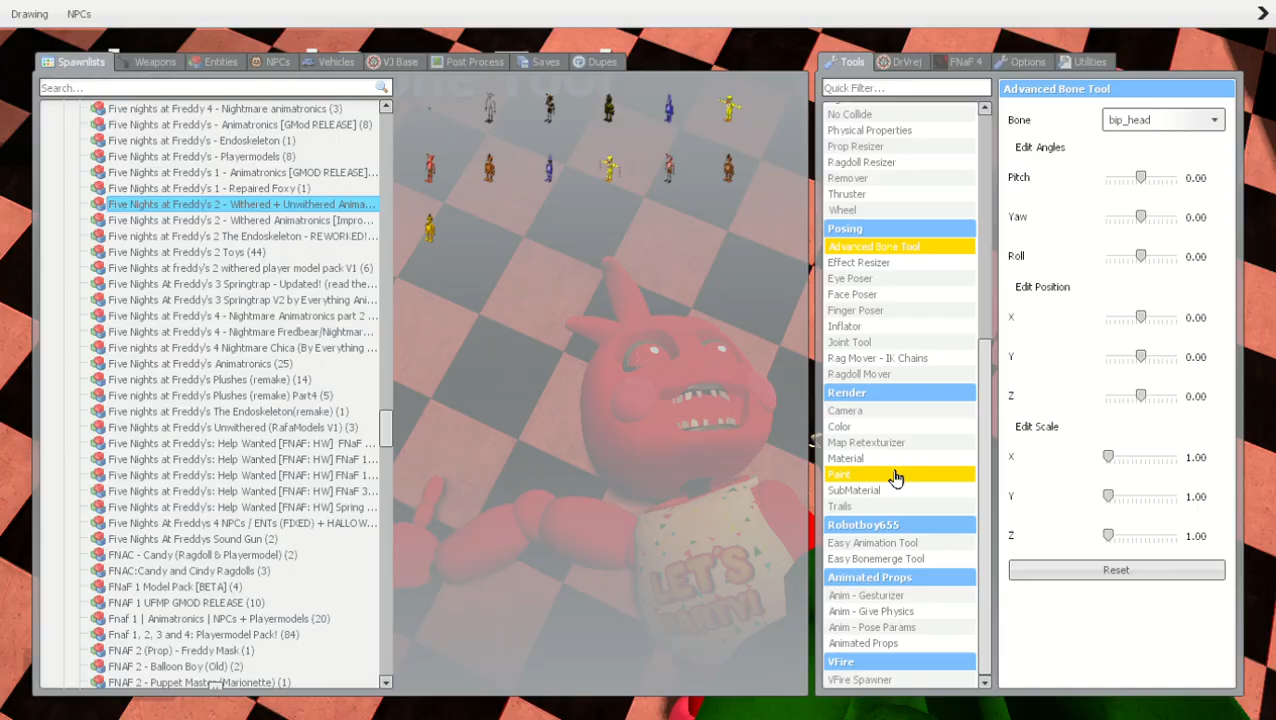 Drawing NPCs
Spawnlists Weapons Entities NPCs Vehicles VJ Base Post Process Saves Dupes
Search...
Five nights at Freddy 4 - Nightmare animatronics (3)
Five Nights at Freddy's - Animatronics [GMod RELEASE] (8)
Five Nights at Freddy's - Endoskeleton (1)
Five Nights at Freddy's - Playermodels (8)
Five Nights at Freddy's 1 - Animatronics [GMOD RELEASE]...
Five Nights at Freddy's 1 - Repaired Foxy (1)
Five Nights at Freddy's 2 - Withered + Unwithered Anima...
Five Nights at Freddy's 2 - Withered Animatronics [Impro...
Five Nights at Freddy's 2 The Endoskeleton - REWORKED!...
Five Nights at Freddy's 2 Toys (44)
Five Nights at freddy's 2 withered player model pack V1 (6)
Five Nights At Freddy's 3 Springtrap - Updated! (read the...
Five Nights at Freddy's 3 Springtrap V2 by Everything Ani...
Five Nights at Freddy's 4 - Nightmare Animatronics part 2 ...
Five Nights at Freddy's 4 - Nightmare Fredbear/Nightmar...
Five Nights at freddy's 4 Nightmare Chica (By Everything ...
Five Nights at Freddys Animatronics (25)
Five nights at Freddy's Plushes (remake) (14)
Five nights at Freddy's Plushes (remake) Part4 (5)
Five nights at Freddy's The Endoskeleton(remake) (1)
Five nights at Freddys Unwithered (RafaModels V1) (3)
Five Nights at Freddy's: Help Wanted [FNAF: HW] FNaF ...
Five Nights at Freddy's: Help Wanted [FNAF: HW] FNaF 1...
Five Nights at Freddy's: Help Wanted [FNAF: HW] FNaF 3...
Five Nights at Freddy's: Help Wanted [FNAF: HW] Spring ...
Five Nights At Freddys 4 NPCs / ENTs (FIXED) + HALLOW...
Five Nights At Freddys Sound Gun (2)
FNAC - Candy (Ragdoll & Playermodel) (2)
FNAC:Candy and Cindy Ragdolls (3)
FNaF 1 Model Pack [BETA] (4)
FNAF 1 UFMP GMOD RELEASE (10)
Fnaf 1 | Animatronics | NPCs + Playermodels (20)
Fnaf 1, 2, 3 and 4: Playermodel Pack! (84)
FNAF 2 (Prop) - Freddy Mask (1)
FNAF 2 - Balloon Boy (Old) (2)
FNAF 2 - Puppet Master(Marionette) (1)
LET'S
PARTY!
Tools DrVrej FNaF 4 Options Utilities
Quick Filter...
No Collide
Physical Properties
Prop Resizer
Ragdoll Resizer
Remover
Thruster
Wheel
Posing
Advanced Bone Tool
Effect Resizer
Eye Poser
Face Poser
Finger Poser
Inflator
Joint Tool
Rag Mover - IK Chains
Ragdoll Mover
Render
Camera
Color
Map Retexturizer
Material
Paint
SubMaterial
Trails
Robotboy655
Easy Animation Tool
Easy Bonemerge Tool
Animated Props
Anim - Gesturizer
Anim - Give Physics
Anim - Pose Params
Animated Props
VFire
VFire Spawner
Advanced Bone Tool
Bone bip_head
Edit Angles
Pitch 0.00
Yaw 0.00
Roll 0.00
Edit Position
X 0.00
Y 0.00
Z 0.00
Edit Scale
X 1.00
Y 1.00
Z 1.00
Reset